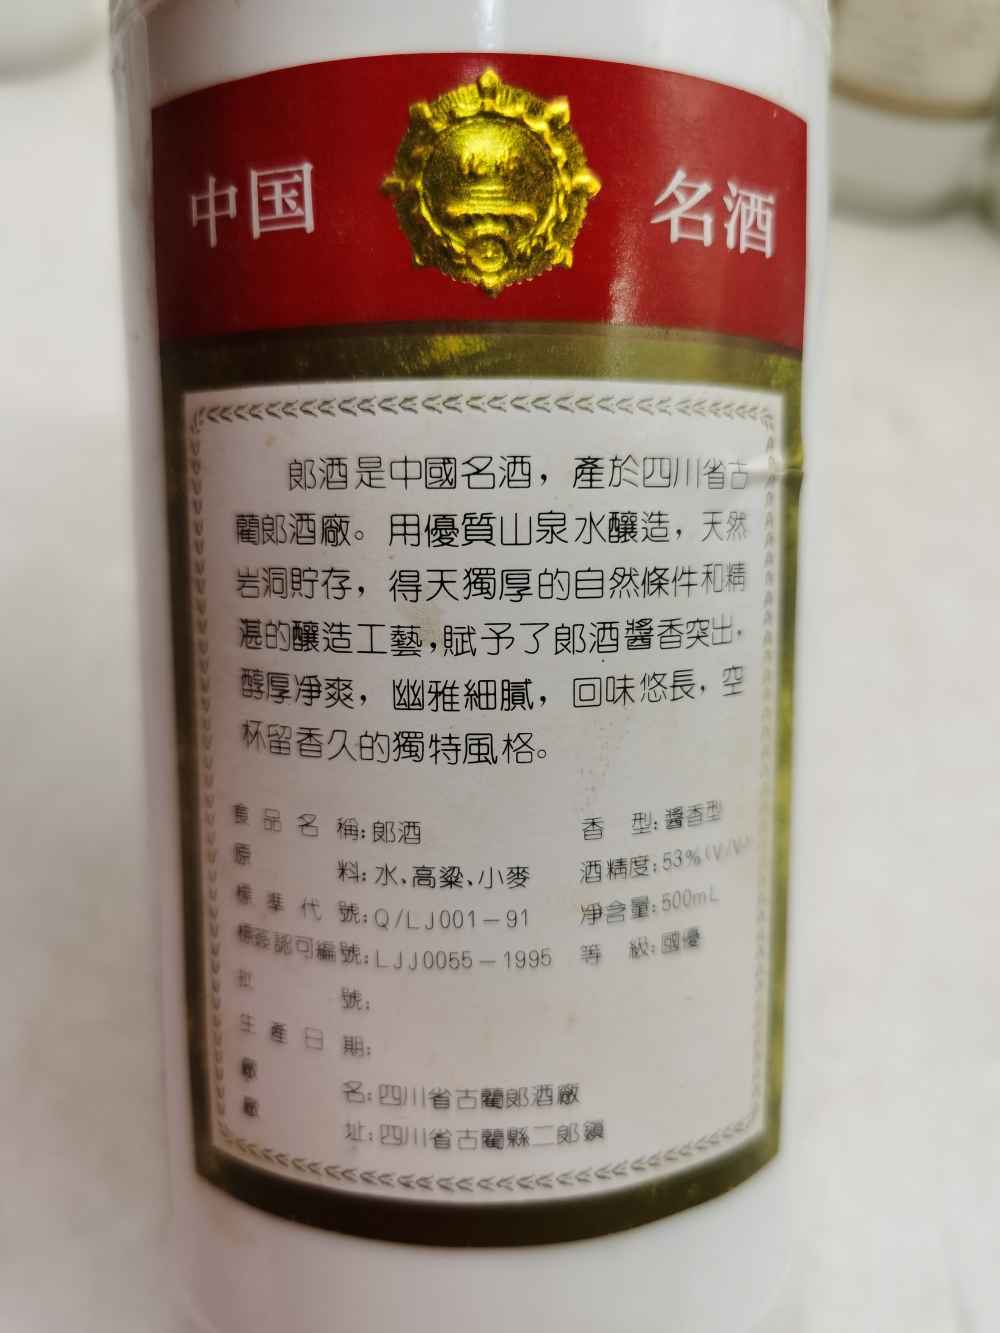 中国 名酒
郎酒是中國名酒，產於四川省古
藺郎酒廠。用優質山泉水釀造，天然
岩洞貯存，得天獨厚的自然條件和精
湛的釀造工藝，賦予了郎酒醬香突出，
醇厚凈爽，幽雅細膩，回味悠長，空
杯留香久的獨特風格。
食品名稱：郎酒 香型：醬香型
原料：水、高粱、小麥 酒精度：53%（V/V）
標準代號：Q/LJ001－91 淨含量：500mL
標簽認可編號：LJJ0055－1995 等級：國優
批號：
生產日期：
廠名：四川省古藺郎酒廠
廠址：四川省古藺縣二郎鎮